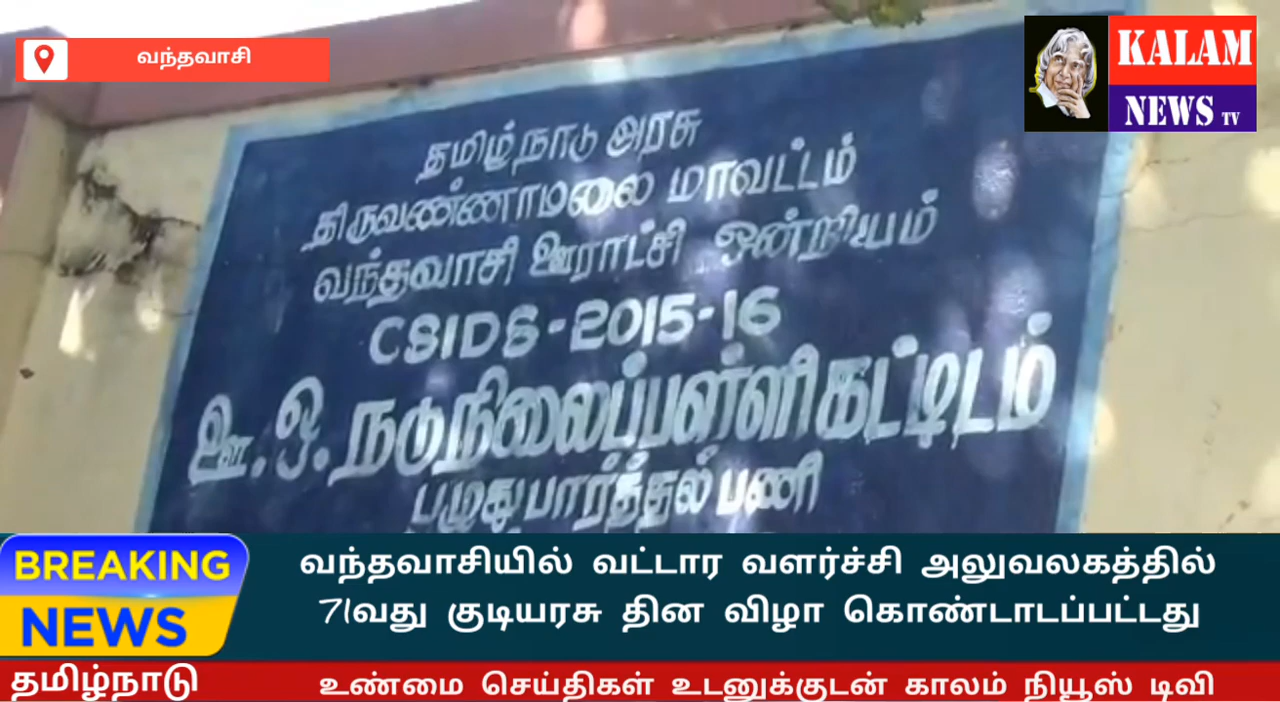 வந்தவாசி
KALAM
NEWS TV
தமிழ்நாடு அரசு
திருவண்ணாமலை மாவட்டம்
வந்தவாசி ஊராட்சி ஒன்றியம்
CSIDS-2015-16
ஊ.ஒ.நடுநிலைப்பள்ளிகட்டிடம்
பழுதுபார்த்தல் பணி
BREAKING
NEWS
வந்தவாசியில் வட்டார வளர்ச்சி அலுவலகத்தில்
71வது குடியரசு தின விழா கொண்டாடப்பட்டது
தமிழ்நாடு
உண்மை செய்திகள் உடனுக்குடன் காலம் நியூஸ் டிவி